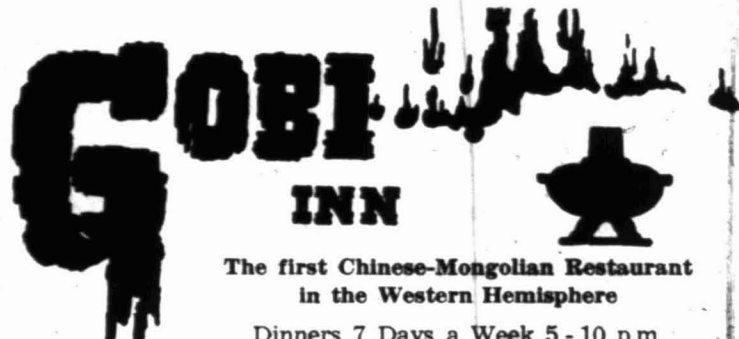 GOBI
INN
The first Chinese-Mongolian Restaurant
in the Western Hemisphere
Dinners 7 Days a Week 5 - 10 p.m.